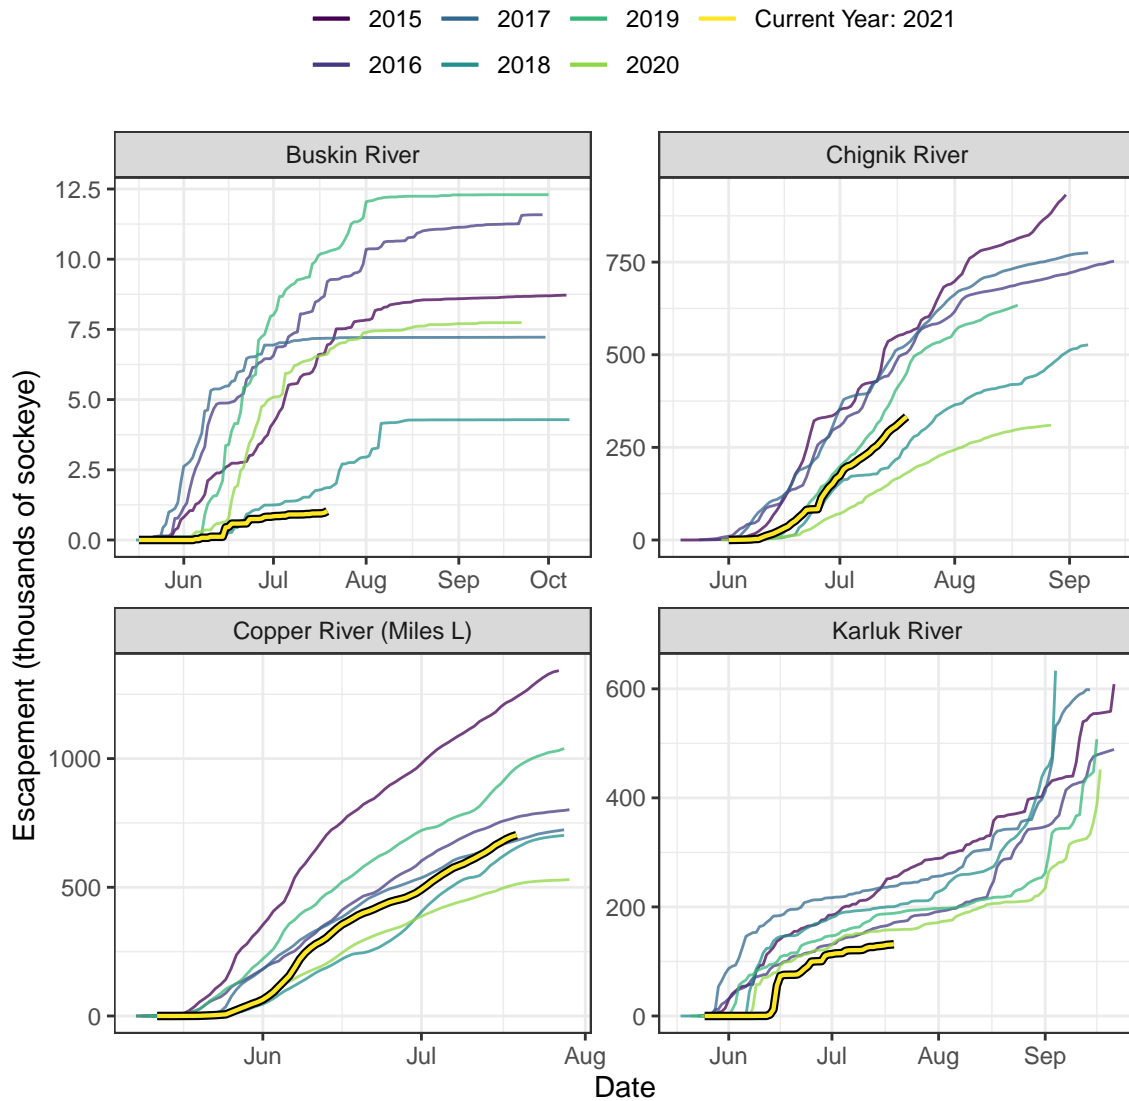 2015 2017 2019 Current Year: 2021
2016 2018 2020
Buskin River Chignik River
12.5
10.0
7.5
5.0
2.5
0.0
750
500
250
0
Jun Jul Aug Sep Oct Jun Jul Aug Sep
Copper River (Miles L) Karluk River
1000
500
0
600
400
200
0
Jun Jul Aug Jun Jul Aug Sep
Escapement (thousands of sockeye)
Date